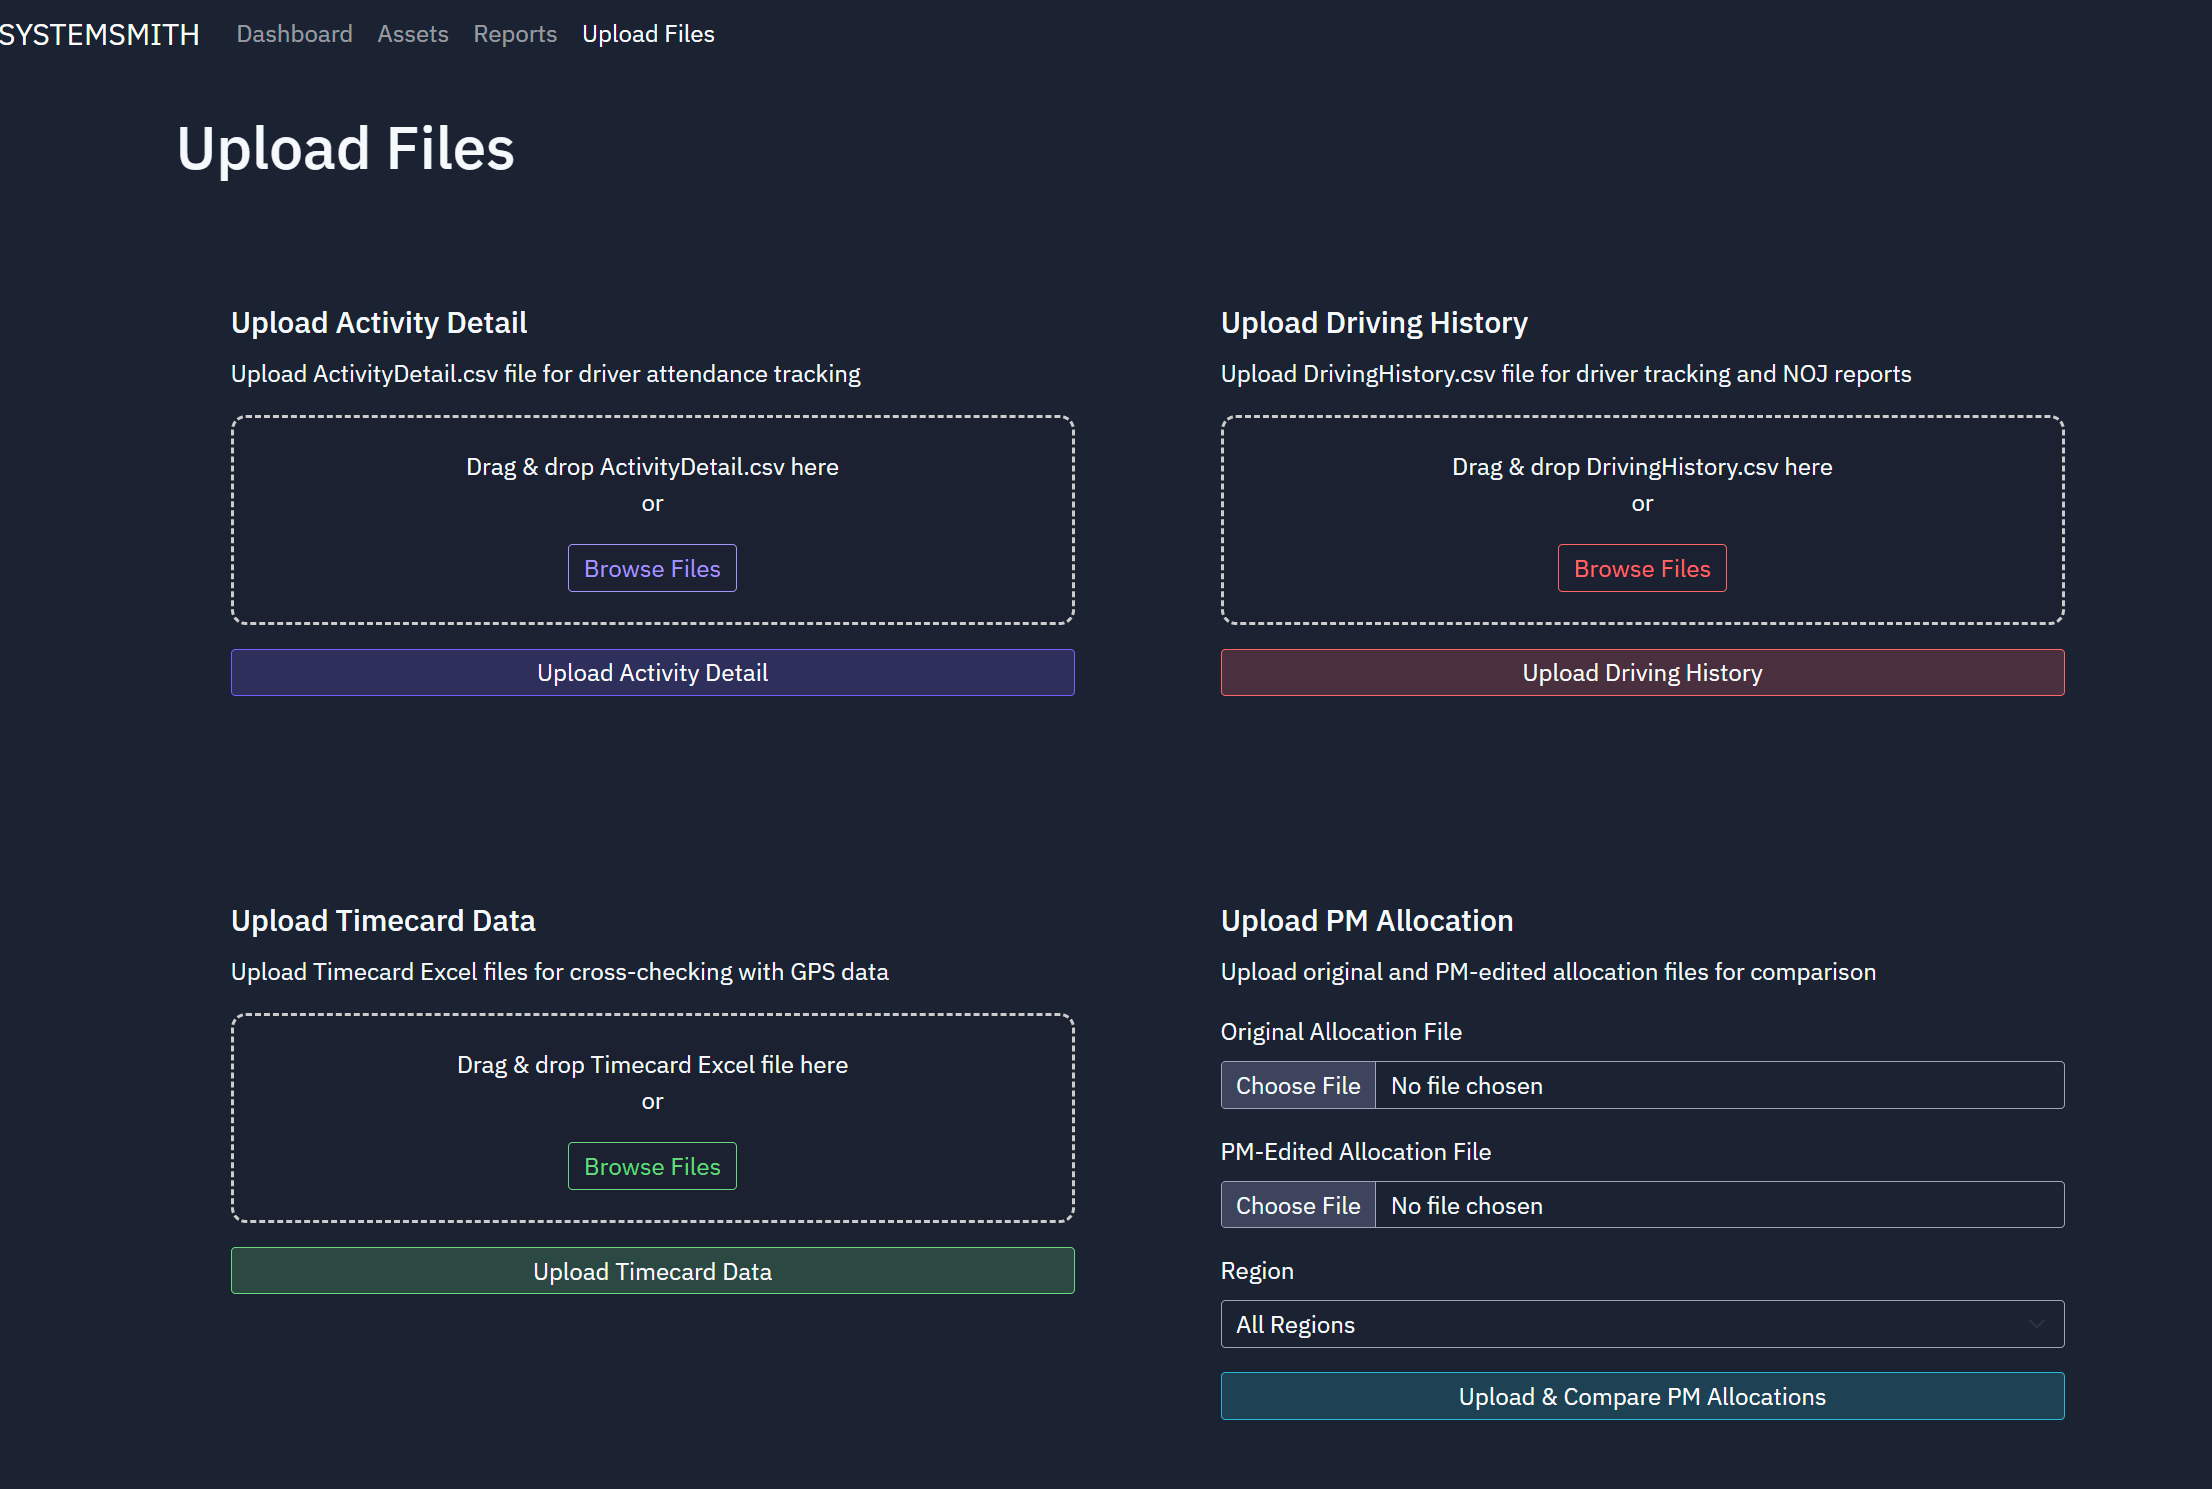 SYSTEMSMITH Dashboard Assets Reports Upload Files
Upload Files
Upload Activity Detail
Upload ActivityDetail.csv file for driver attendance tracking
Drag & drop ActivityDetail.csv here
or
Browse Files
Upload Activity Detail
Upload Driving History
Upload DrivingHistory.csv file for driver tracking and NOJ reports
Drag & drop DrivingHistory.csv here
or
Browse Files
Upload Driving History
Upload Timecard Data
Upload Timecard Excel files for cross-checking with GPS data
Drag & drop Timecard Excel file here
or
Browse Files
Upload Timecard Data
Upload PM Allocation
Upload original and PM-edited allocation files for comparison
Original Allocation File
Choose File No file chosen
PM-Edited Allocation File
Choose File No file chosen
Region
All Regions
Upload & Compare PM Allocations